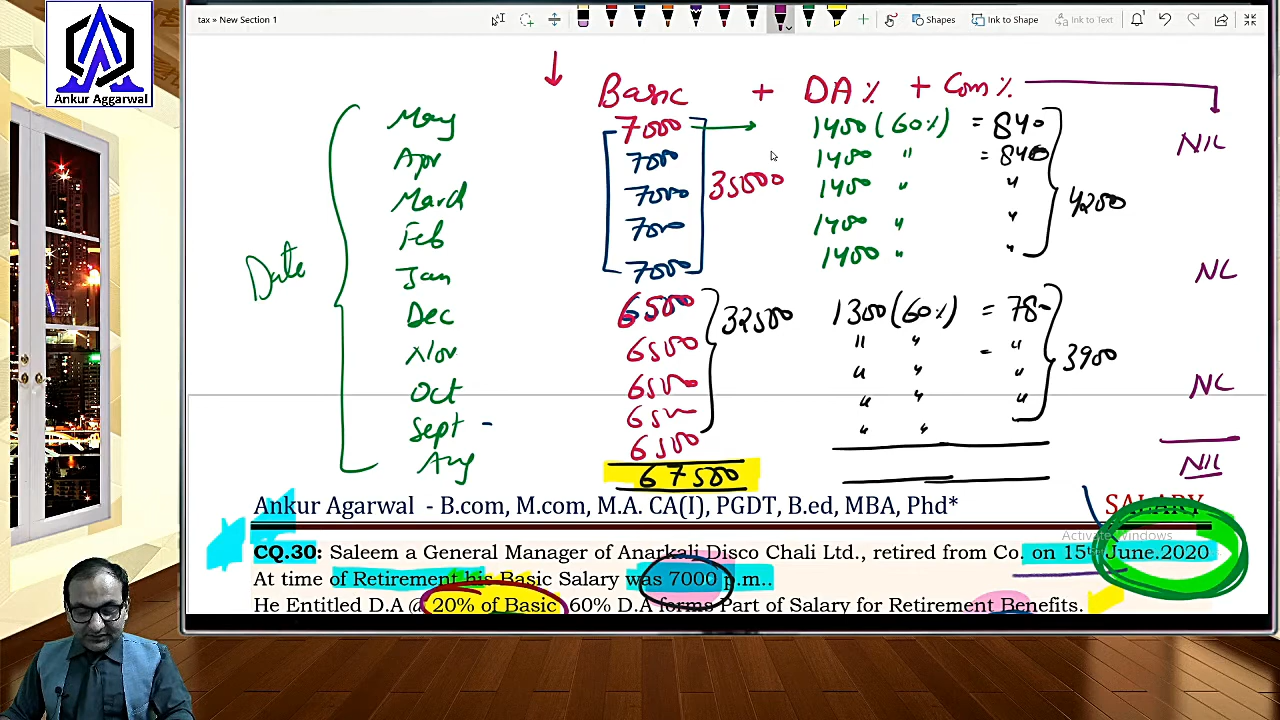 Ankur Aggarwal
tax » New Section 1
Shapes
Ink to Shape
Ink to Text
Basic + DA % + Com %
May 7000 1400 (60%) = 840 NIL
Apr 7000 1400 " = 840
March 7000 35000 1400 " " 4200
Feb 7000 1400 " "
Date Jan 7000 1400 " " NIL
Dec 6500 32500 1300 (60%) = 780
Nov 6500 " " = " 3900
Oct 6500 " " " NIL
Sept - 6500 " " "
Aug 6500 " "
67500 NIL
Ankur Agarwal - B.com, M.com, M.A. CA(I), PGDT, B.ed, MBA, Phd* SALARY
Activate Windows
CQ.30: Saleem a General Manager of Anarkali Disco Chali Ltd., retired from Co. on 15th June.2020
At time of Retirement his Basic Salary was 7000 p.m..
He Entitled D.A @ 20% of Basic 60% D.A forms Part of Salary for Retirement Benefits.